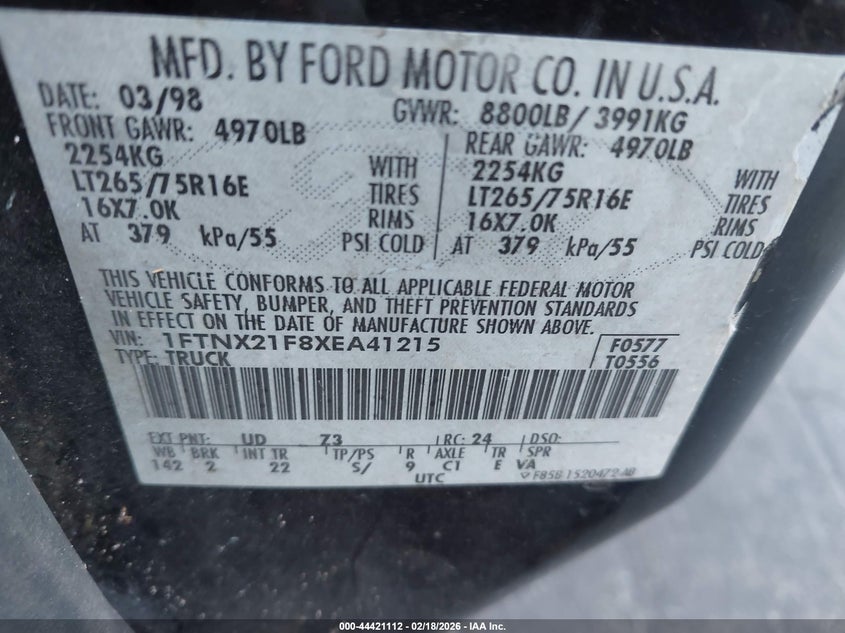 MFD. BY FORD MOTOR CO. IN U.S.A.
DATE: 03/98 GVWR: 8800LB/ 3991KG
FRONT GAWR: 4970LB REAR GAWR: 4970LB
2254KG WITH 2254KG WITH
LT265/75R16E TIRES LT265/75R16E TIRES
16X7.0K RIMS 16X7.0K RIMS
AT 379 kPa/55 PSI COLD AT 379 kPa/55 PSI COLD
THIS VEHICLE CONFORMS TO ALL APPLICABLE FEDERAL MOTOR
VEHICLE SAFETY, BUMPER, AND THEFT PREVENTION STANDARDS
IN EFFECT ON THE DATE OF MANUFACTURE SHOWN ABOVE.
VIN: 1FTNX21F8XEA41215 F0577
TYPE: TRUCK T0556
EXT PNT: UD Z3 RC: 24 DSO:
WB BRK INT TR TP/PS R AXLE TR SPR
142 2 22 S/ 9 C1 E VA
UTC F85B-1520472-AB
000-44421112 - 02/18/2026 - IAA Inc.